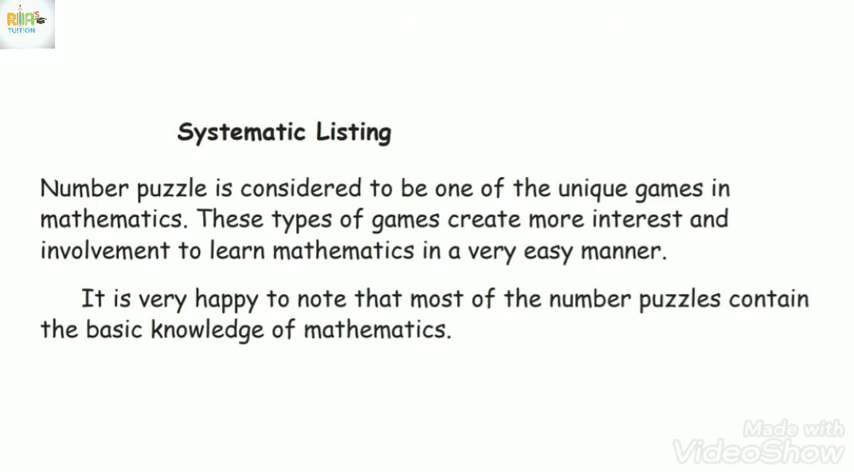 RIIA'S
TUITION
Systematic Listing
Number puzzle is considered to be one of the unique games in
mathematics. These types of games create more interest and
involvement to learn mathematics in a very easy manner.
It is very happy to note that most of the number puzzles contain
the basic knowledge of mathematics.
Made with
VideoShow